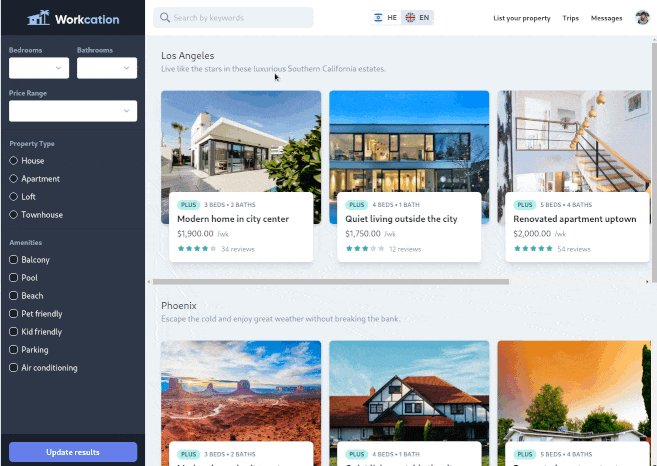 Workcation
Search by keywords
HE EN
List your property Trips Messages
Bedrooms Bathrooms
Price Range
Property Type
House
Apartment
Loft
Townhouse
Amenities
Balcony
Pool
Beach
Pet friendly
Kid friendly
Parking
Air conditioning
Update results
Los Angeles
Live like the stars in these luxurious Southern California estates.
PLUS 3 BEDS • 2 BATHS
Modern home in city center
$1,900.00 /wk
34 reviews
PLUS 4 BEDS • 1 BATH
Quiet living outside the city
$1,750.00 /wk
12 reviews
PLUS 5 BEDS • 4 BATHS
Renovated apartment uptown
$2,000.00 /wk
54 reviews
Phoenix
Escape the cold and enjoy great weather without breaking the bank.
PLUS 3 BEDS • 2 BATHS
PLUS 4 BEDS • 1 BATH
PLUS 5 BEDS • 4 BATHS